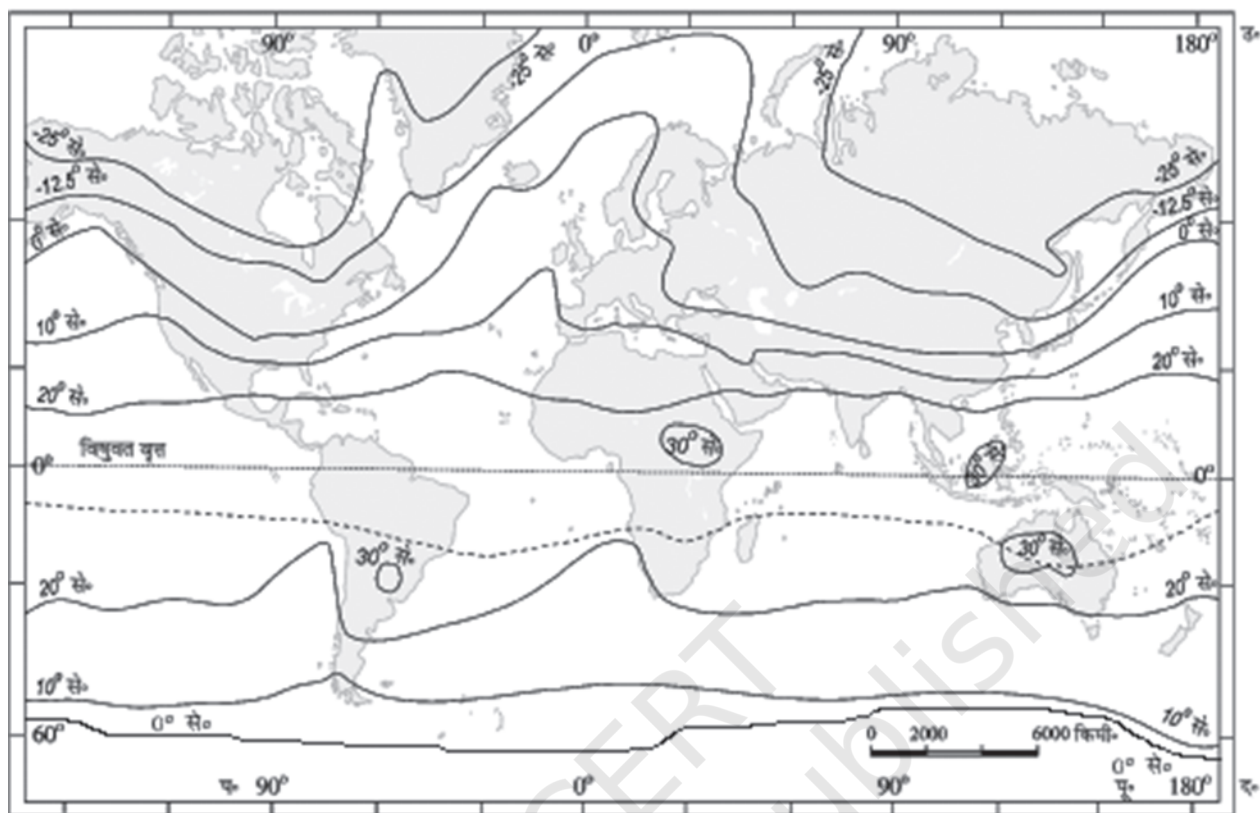 90° 0° 90° 180° उ॰
-25° से॰ -25° से॰
-25° से॰ -25° से॰
-12.5° से॰ -12.5° से॰
0° से॰ 0° से॰
10° से॰ 10° से॰
20° से॰ 20° से॰
विषुवत वृत्त 30° से॰
0° 0°
30° से॰ 30° से॰
20° से॰ 20° से॰
10° से॰ 10° से॰
0° से॰
60° 0 2000 6000 किमी॰
0° से॰
प॰ 90° 0° 90° पू॰ 180° द॰